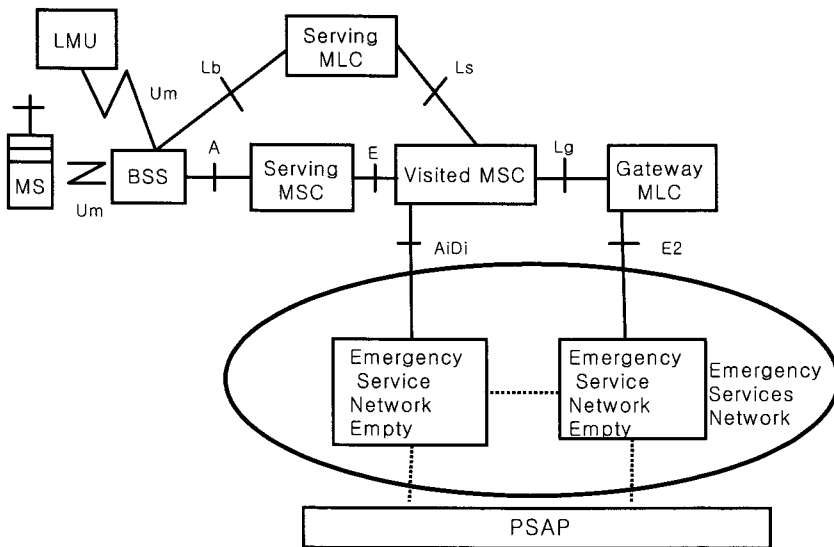 LMU
Serving
MLC
Lb
Ls
Um
MS
Um
BSS
A
Serving
MSC
E
Visited MSC
Lg
Gateway
MLC
AiDi
E2
Emergency
Service
Network
Empty
Emergency
Service
Network
Empty
Emergency
Services
Network
PSAP